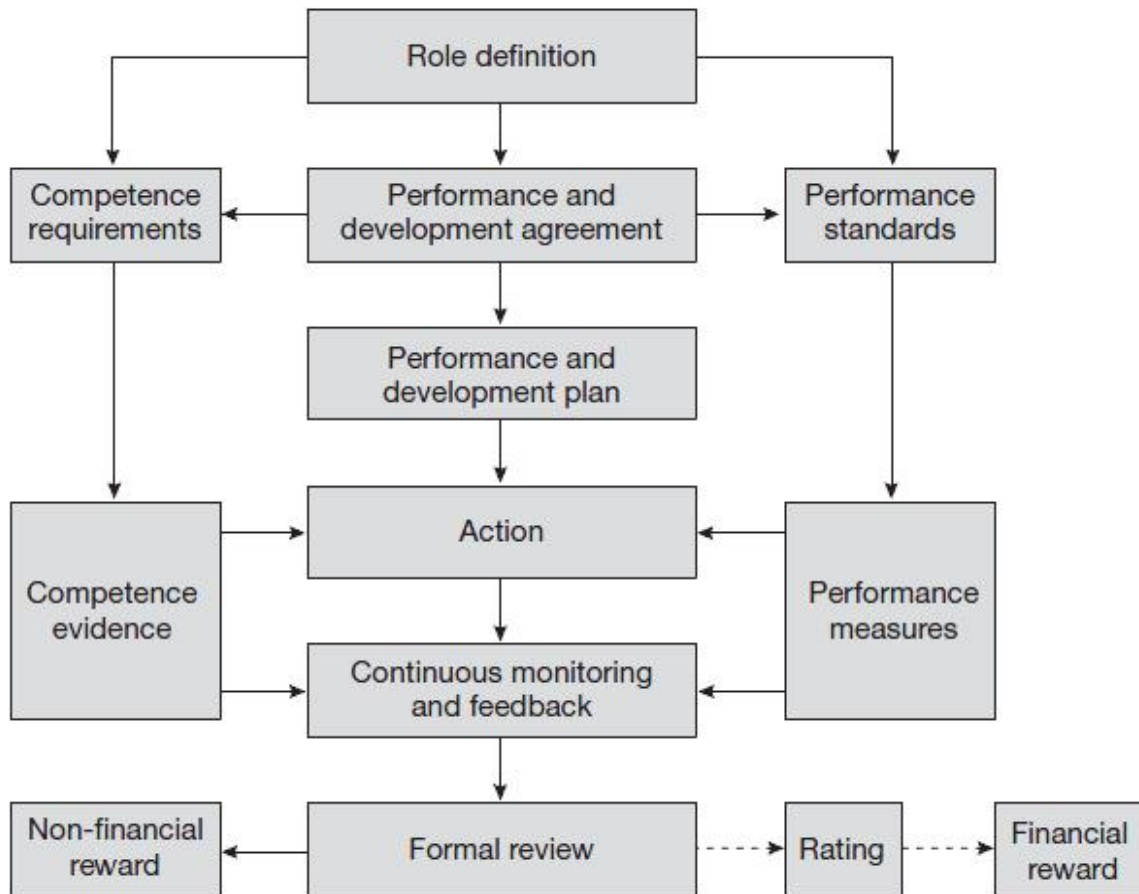 Role definition
Competence
requirements
Performance and
development agreement
Performance
standards
Performance and
development plan
Action
Competence
evidence
Performance
measures
Continuous monitoring
and feedback
Non-financial
reward
Formal review
Rating
Financial
reward